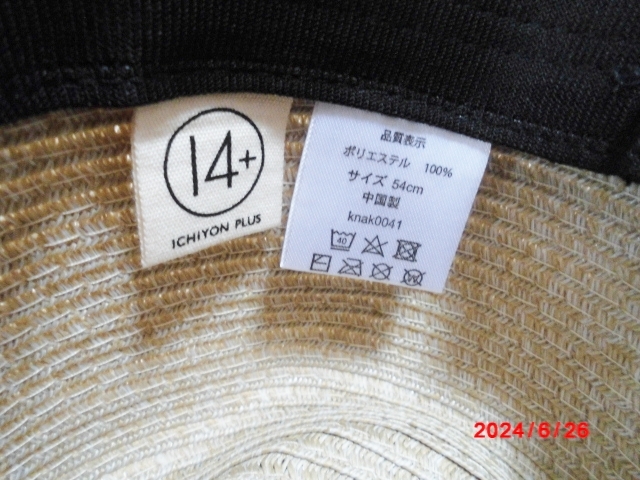 14+
ICHIYON PLUS
品質表示
ポリエステル 100%
サイズ 54cm
中国製
knak0041
40
2024/6/26